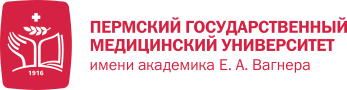 1916
ПЕРМСКИЙ ГОСУДАРСТВЕННЫЙ
МЕДИЦИНСКИЙ УНИВЕРСИТЕТ
имени академика Е. А. Вагнера